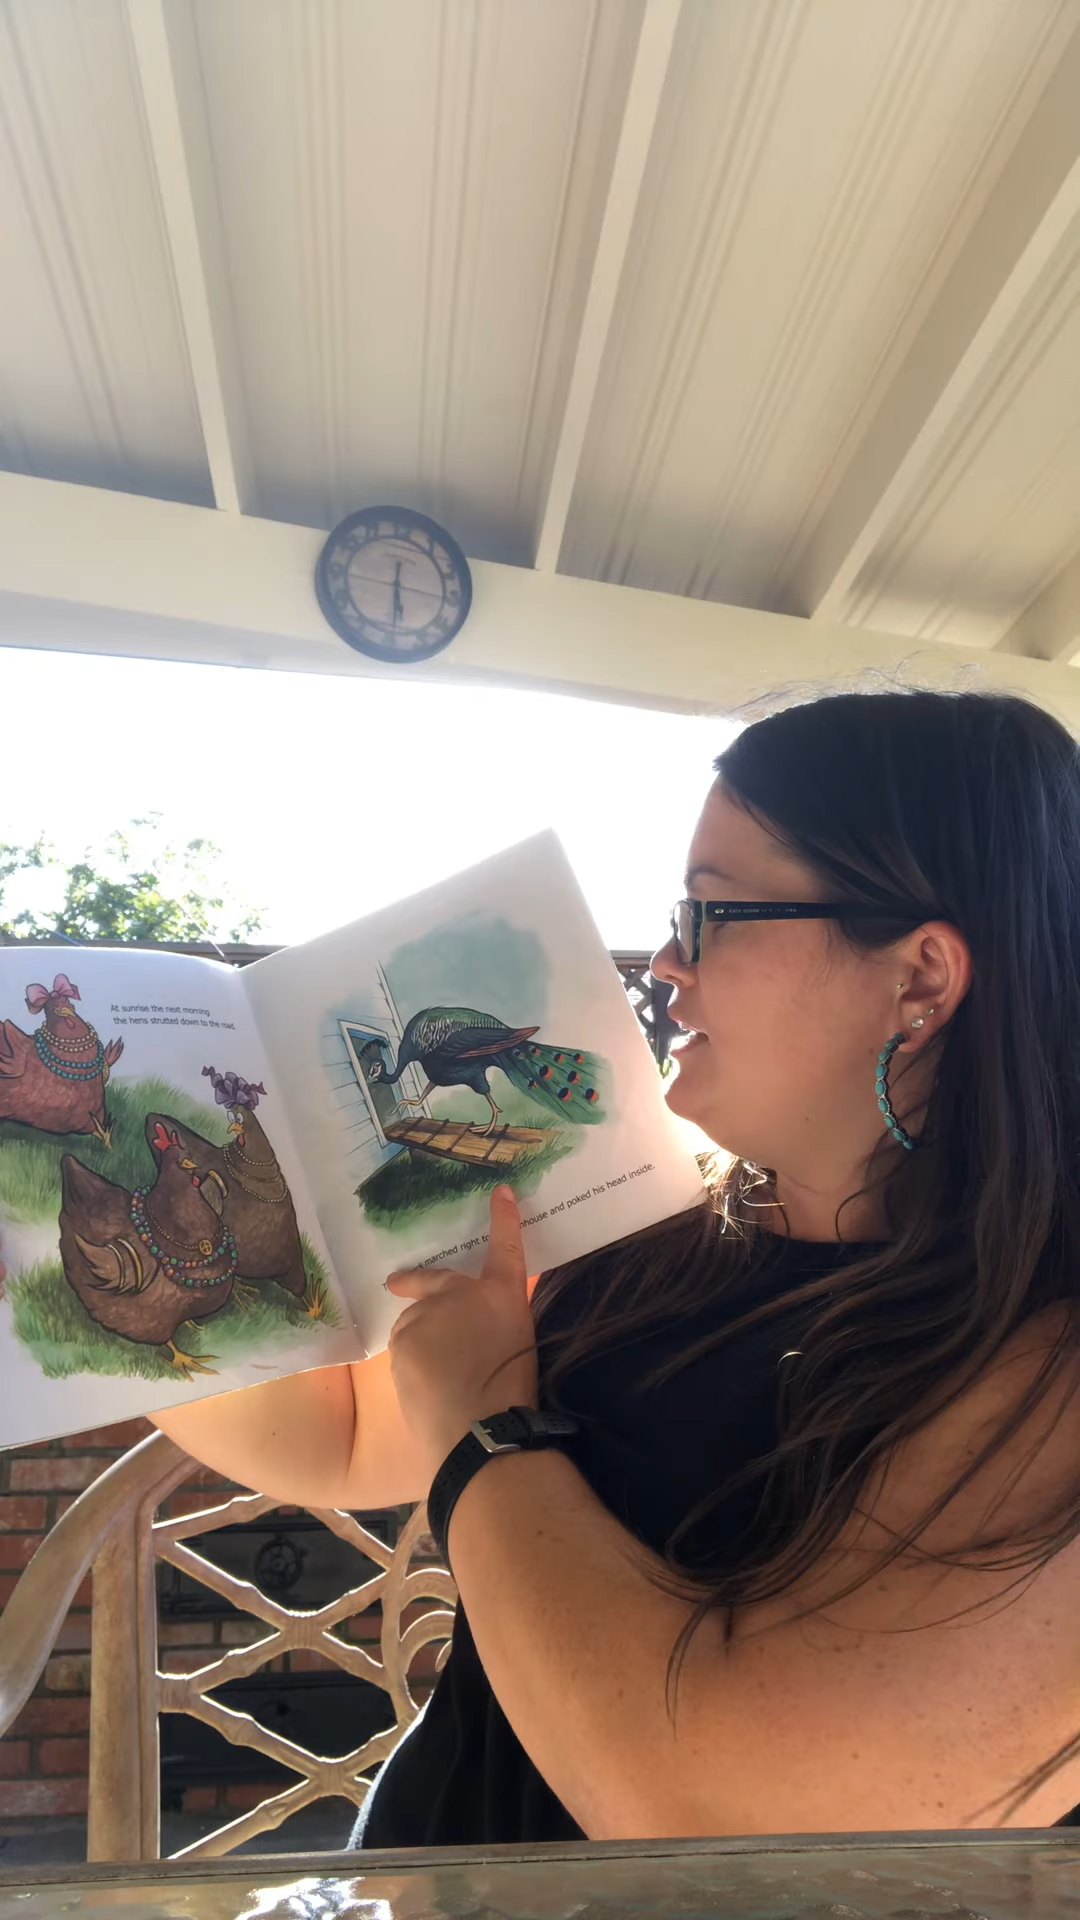 At sunrise the next morning
the hens strutted down to the road.
marched right to nhouse and poked his head inside.